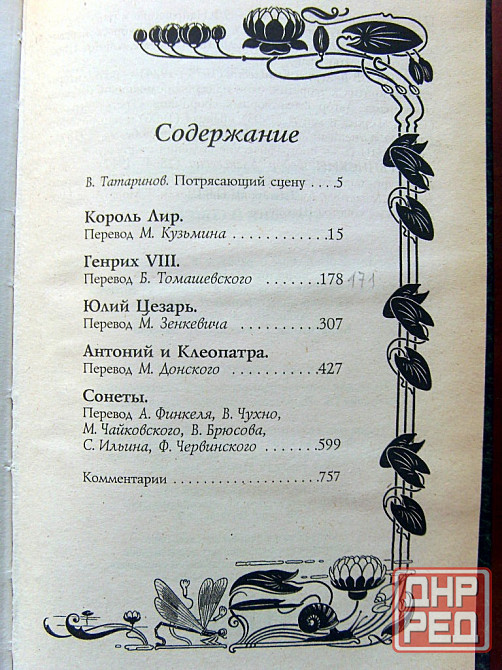 Содержание
В. Татаринов. Потрясающий сцену . . . .5
Король Лир.
Перевод М. Кузьмина . . . . . . . . . . . .15
Генрих VIII.
Перевод Б. Томашевского . . . . . . .178 171
Юлий Цезарь.
Перевод М. Зенкевича . . . . . . . . . .307
Антоний и Клеопатра.
Перевод М. Донского . . . . . . . . . .427
Сонеты.
Перевод А. Финкеля, В. Чухно,
М. Чайковского, В. Брюсова,
С. Ильина, Ф. Червинского . . . . . . .599
Комментарии . . . . . . . . . . . . . . . . .757
ДНР
РЕД